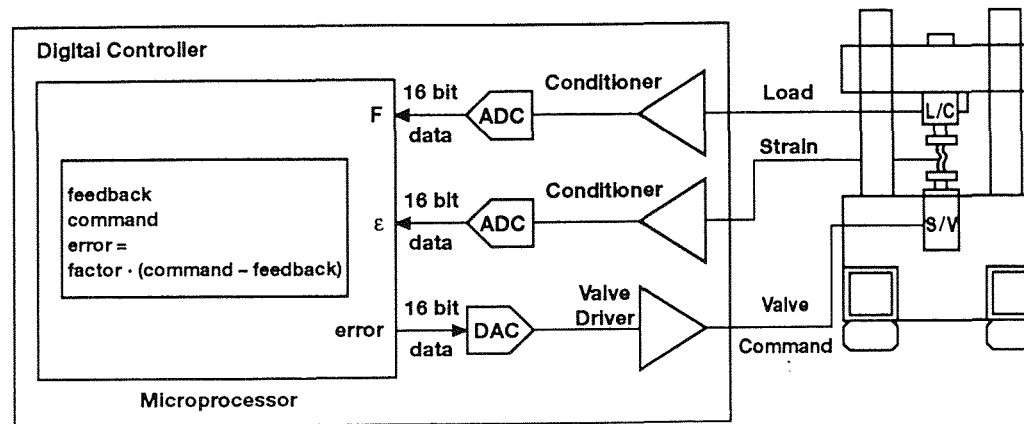 Digital Controller
F
16 bit
data
ADC
Conditioner
Load
L/C
Strain
feedback
command
error =
factor · (command – feedback)
ε
16 bit
data
ADC
Conditioner
S/V
error
16 bit
data
DAC
Valve
Driver
Valve
Command
Microprocessor